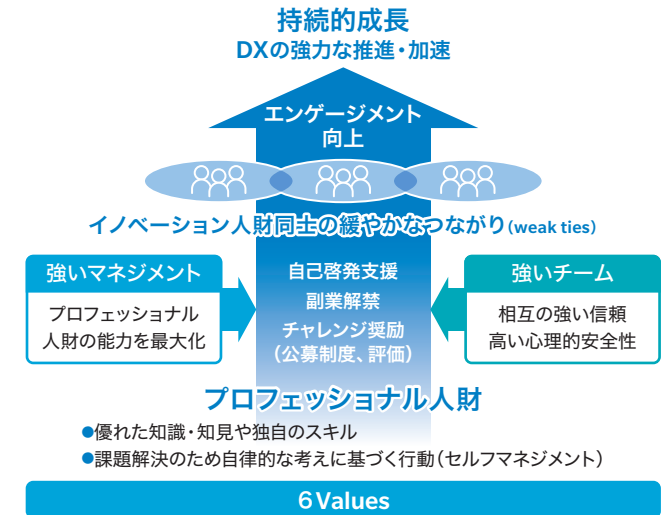 持続的成長
DXの強力な推進・加速
エンゲージメント
向上
イノベーション人財同士の緩やかなつながり(weak ties)
強いマネジメント
プロフェッショナル
人財の能力を最大化
自己啓発支援
副業解禁
チャレンジ奨励
（公募制度、評価）
強いチーム
相互の強い信頼
高い心理的安全性
プロフェッショナル人財
●優れた知識・知見や独自のスキル
●課題解決のため自律的な考えに基づく行動（セルフマネジメント）
6Values